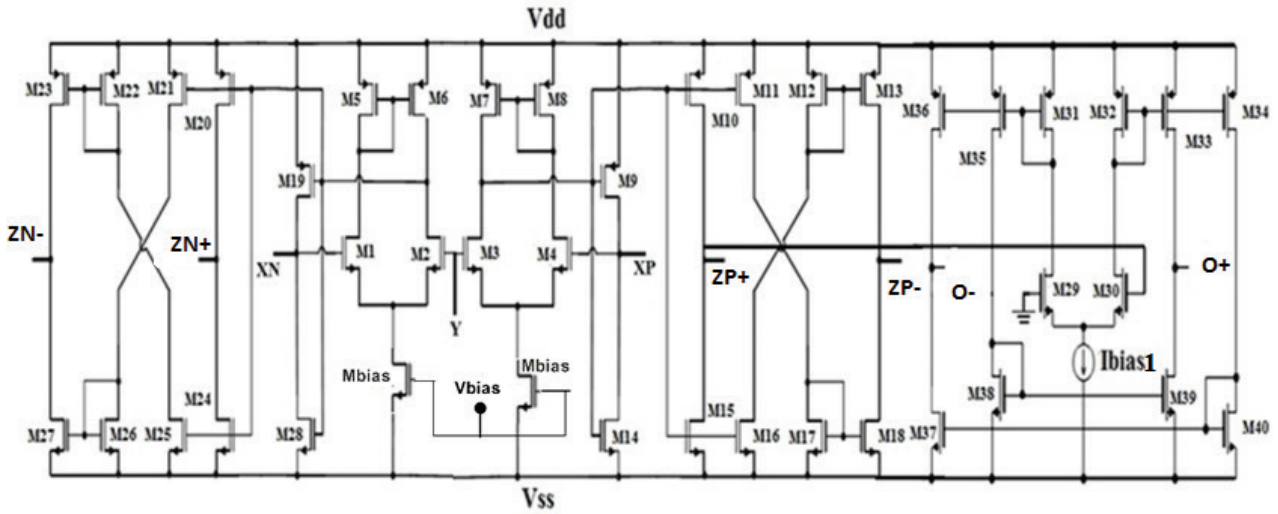 Vdd
M23 M22 M21 M5 M6 M7 M8 M11 M12 M13 M36 M31 M32 M34
M20 M10 M35 M33
M19 M9
ZN- ZN+ XN M1 M2 M3 M4 XP ZP+ ZP- O- O+
M29 M30
Y
Mbias Vbias Mbias Ibias1
M24 M15 M38 M39
M27 M26 M25 M28 M14 M16 M17 M18 M37 M40
Vss